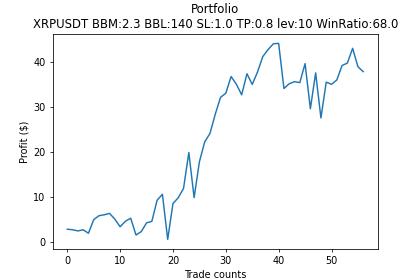 Portfolio
XRPUSDT BBM:2.3 BBL:140 SL:1.0 TP:0.8 lev:10 WinRatio:68.0
Profit ($)
40
30
20
10
0
0 10 20 30 40 50
Trade counts